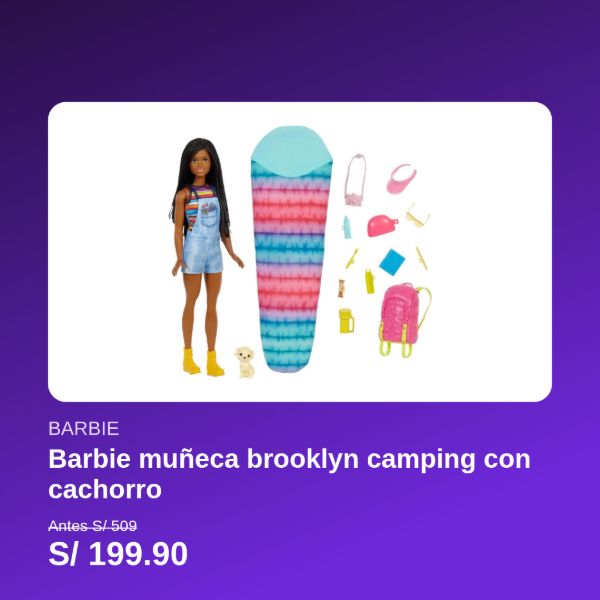 BARBIE
Barbie muñeca brooklyn camping con
cachorro
Antes S/ 509
S/ 199.90